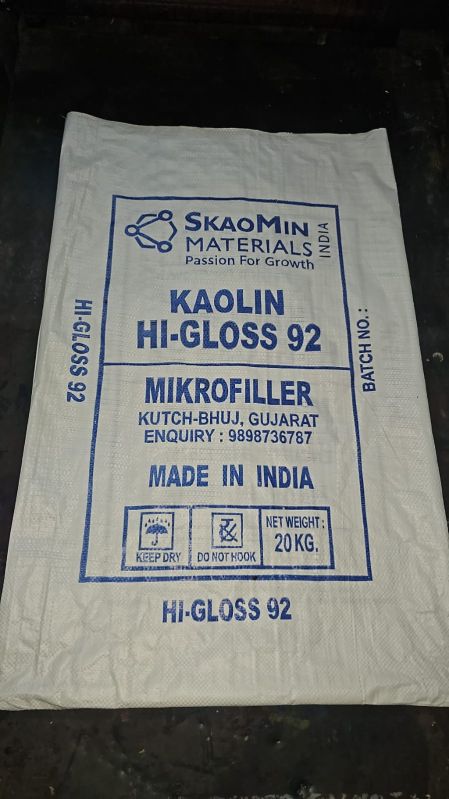 SKAOMIN
MATERIALS
INDIA
Passion For Growth
KAOLIN
HI-GLOSS 92
HI-GLOSS 92
BATCH NO. :
MIKROFILLER
KUTCH-BHUJ, GUJARAT
ENQUIRY : 9898736787
MADE IN INDIA
KEEP DRY
DO NOT HOOK
NET WEIGHT :
20 KG.
HI-GLOSS 92